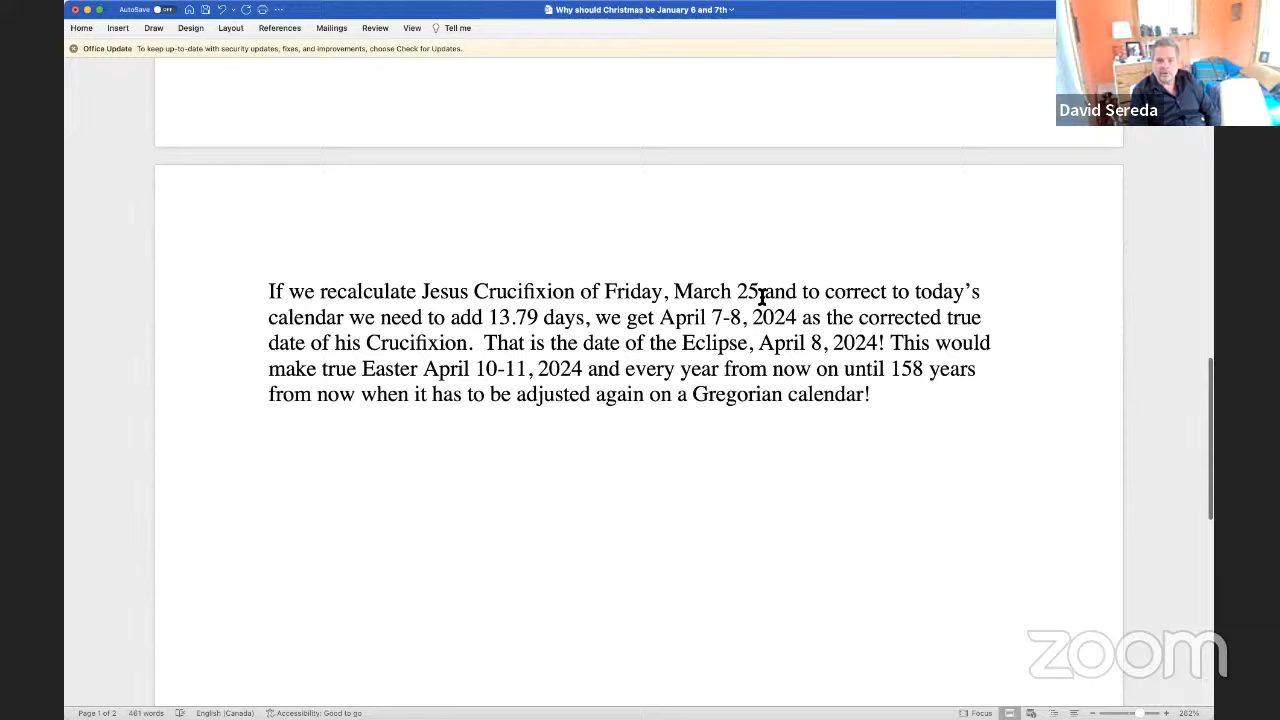 AutoSave OFF
Why should Christmas be January 6 and 7th
Home Insert Draw Design Layout References Mailings Review View Tell me
Office Update To keep up-to-date with security updates, fixes, and improvements, choose Check for Updates.
David Sereda
If we recalculate Jesus Crucifixion of Friday, March 25 and to correct to today’s
calendar we need to add 13.79 days, we get April 7-8, 2024 as the corrected true
date of his Crucifixion.  That is the date of the Eclipse, April 8, 2024! This would
make true Easter April 10-11, 2024 and every year from now on until 158 years
from now when it has to be adjusted again on a Gregorian calendar!
zoom
Page 1 of 2 461 words English (Canada) Accessibility: Good to go Focus 262%